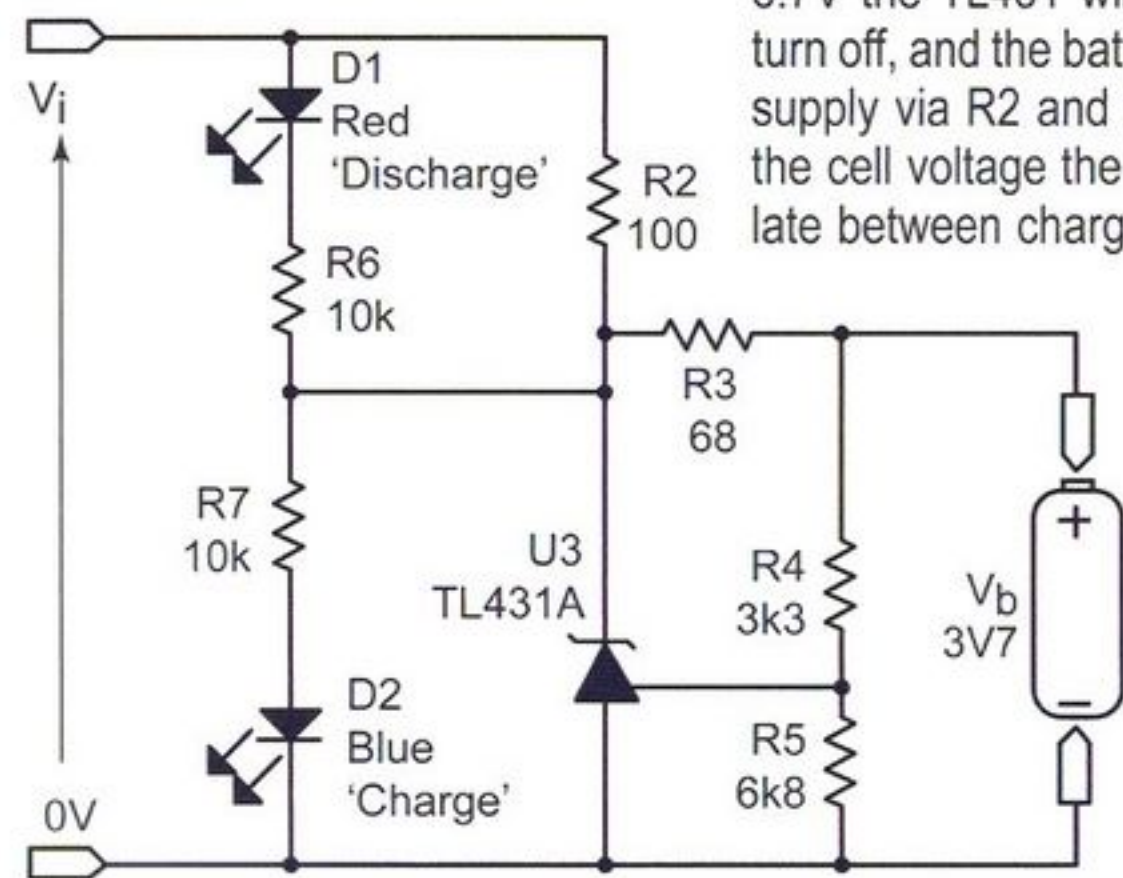 turn off, and the bat
supply via R2 and
the cell voltage the
late between charg
Vi
D1
Red
'Discharge'
R2
100
R6
10k
R3
68
R7
10k
U3
TL431A
R4
3k3
Vb
3V7
D2
Blue
'Charge'
R5
6k8
0V
+
−